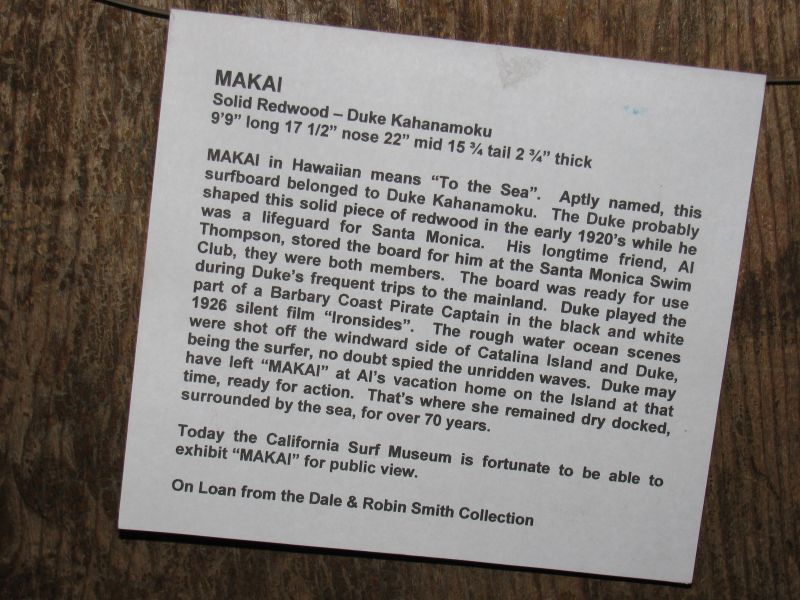 MAKAI
Solid Redwood – Duke Kahanamoku
9’9” long 17 1/2” nose 22” mid 15 ¾ tail 2 ¾” thick
MAKAI in Hawaiian means “To the Sea”. Aptly named, this
surfboard belonged to Duke Kahanamoku. The Duke probably
shaped this solid piece of redwood in the early 1920’s while he
was a lifeguard for Santa Monica. His longtime friend, Al
Thompson, stored the board for him at the Santa Monica Swim
Club, they were both members. The board was ready for use
during Duke’s frequent trips to the mainland. Duke played the
part of a Barbary Coast Pirate Captain in the black and white
1926 silent film “Ironsides”. The rough water ocean scenes
were shot off the windward side of Catalina Island and Duke,
being the surfer, no doubt spied the unridden waves. Duke may
have left “MAKAI” at Al’s vacation home on the Island at that
time, ready for action. That’s where she remained dry docked,
surrounded by the sea, for over 70 years.
Today the California Surf Museum is fortunate to be able to
exhibit “MAKAI” for public view.
On Loan from the Dale & Robin Smith Collection